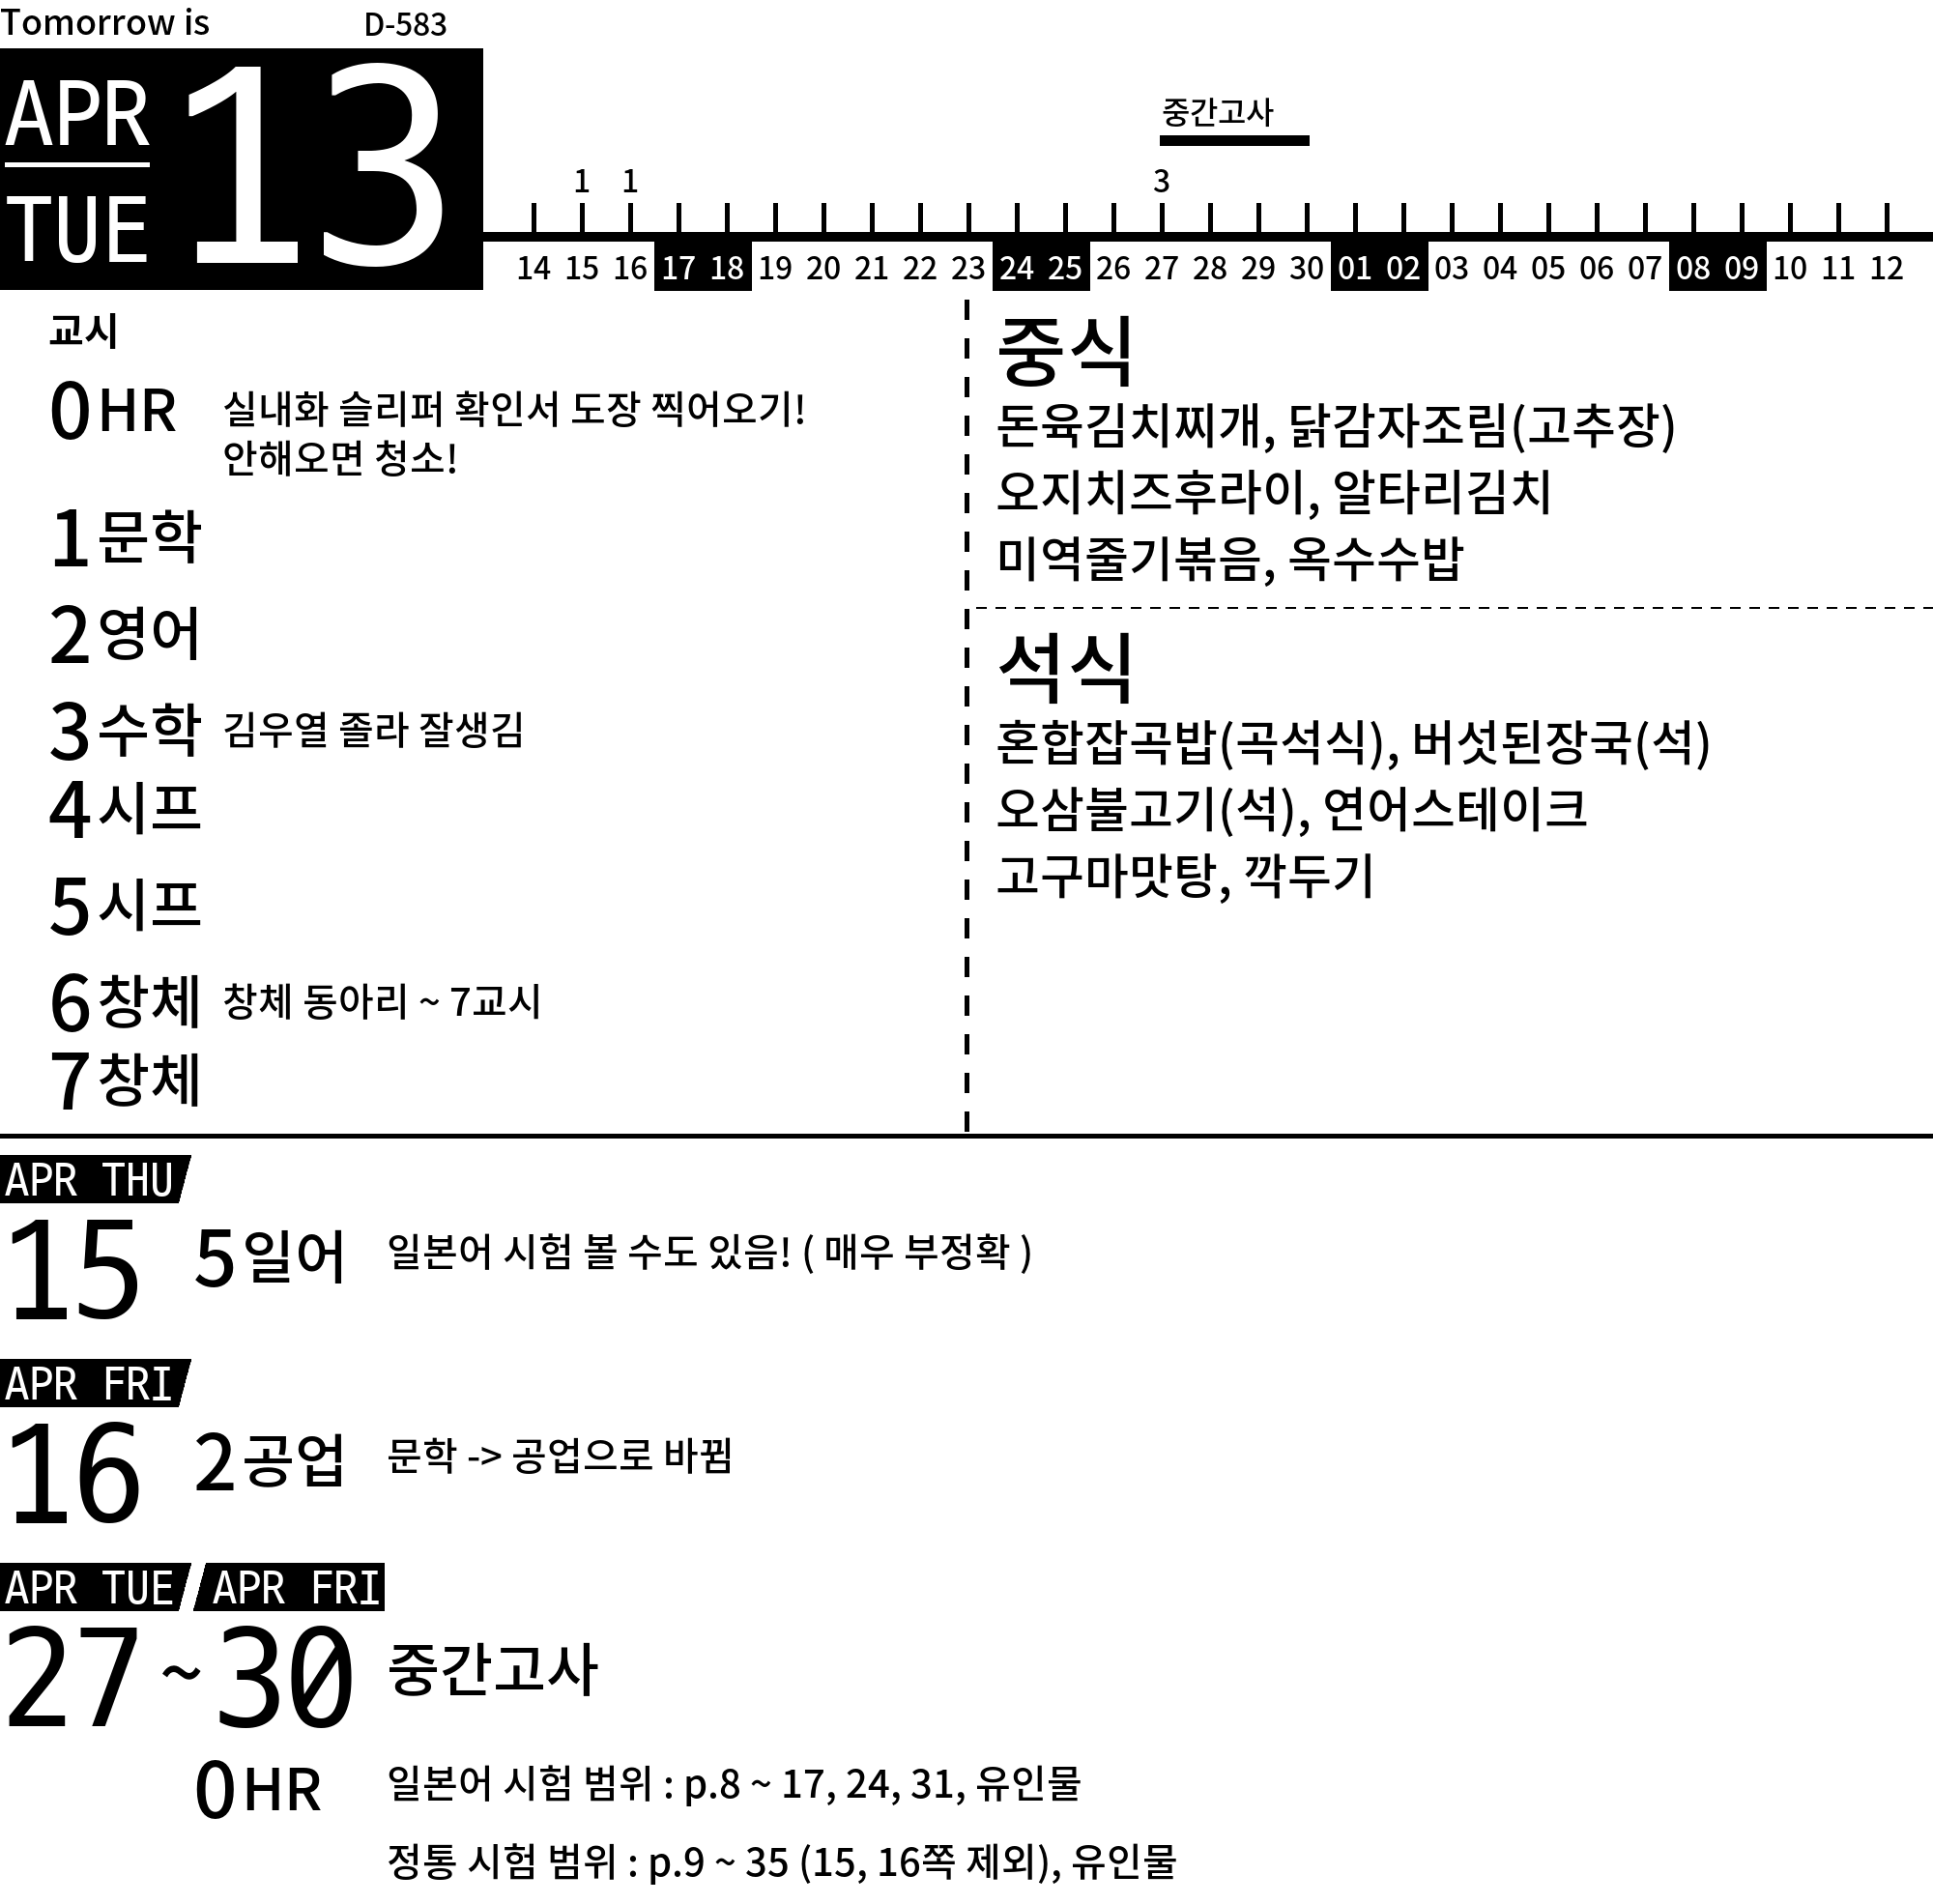 Tomorrow is D-583
APR
TUE
13
중간고사
1 1 3
14 15 16 17 18 19 20 21 22 23 24 25 26 27 28 29 30 01 02 03 04 05 06 07 08 09 10 11 12
교시
0 HR 실내화 슬리퍼 확인서 도장 찍어오기!
안해오면 청소!
1 문학
2 영어
3 수학 김우열 졸라 잘생김
4 시프
5 시프
6 창체 창체 동아리 ~ 7교시
7 창체
중식
돈육김치찌개, 닭감자조림(고추장)
오지치즈후라이, 알타리김치
미역줄기볶음, 옥수수밥
석식
혼합잡곡밥(곡석식), 버섯된장국(석)
오삼불고기(석), 연어스테이크
고구마맛탕, 깍두기
APR THU
15 5 일어 일본어 시험 볼 수도 있음! ( 매우 부정확 )
APR FRI
16 2 공업 문학 -> 공업으로 바뀜
APR TUE APR FRI
27 ~ 30 중간고사
0 HR 일본어 시험 범위 : p.8 ~ 17, 24, 31, 유인물
정통 시험 범위 : p.9 ~ 35 (15, 16쪽 제외), 유인물